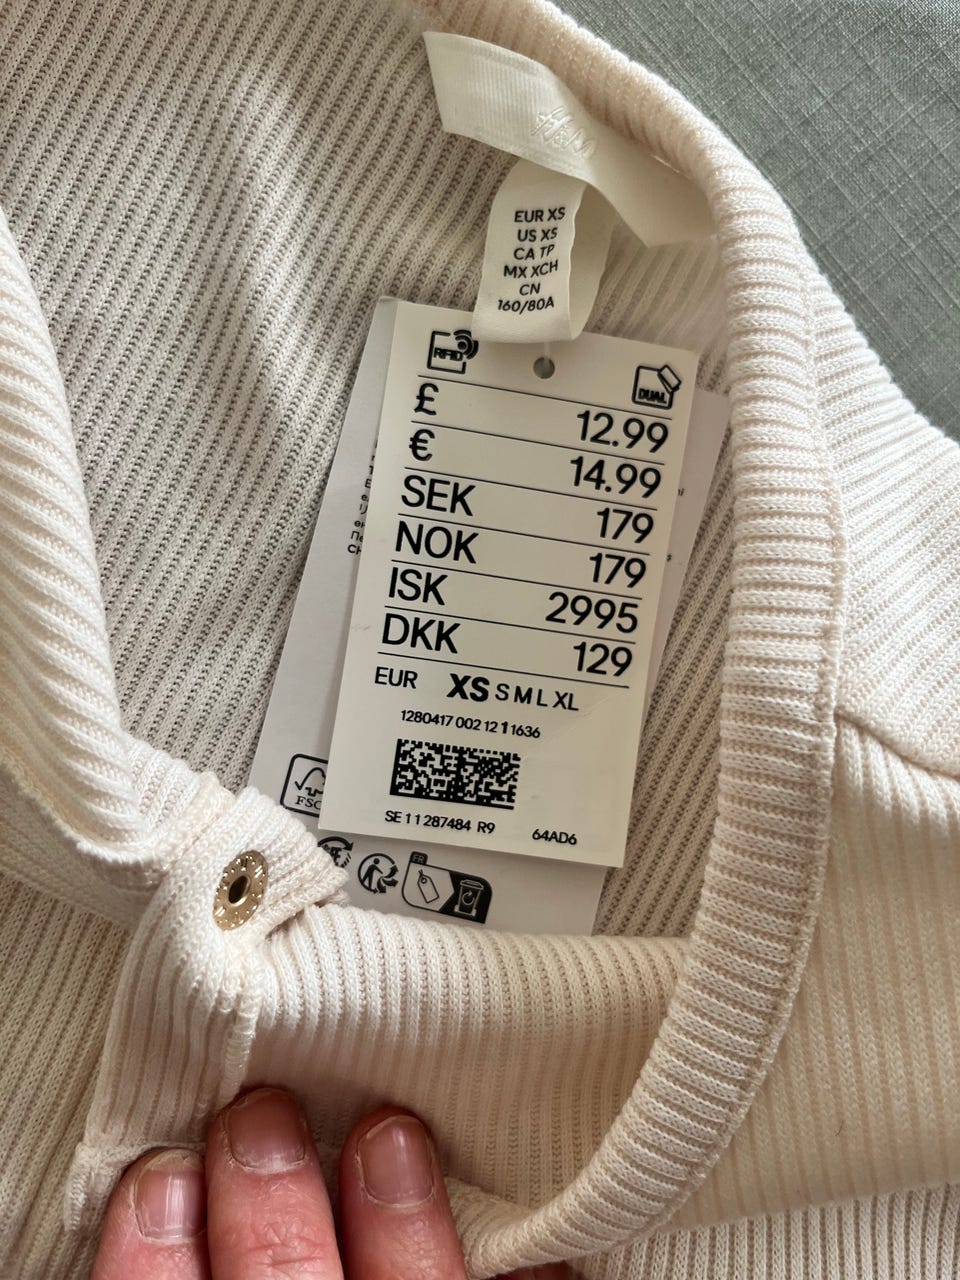 H&M
EUR XS
US XS
CA TP
MX XCH
CN
160/80A
RFID
DUAL
£ 12.99
€ 14.99
SEK 179
NOK 179
ISK 2995
DKK 129
EUR XS S M L XL
1280417 002 12 1 1636
SE 1 1 287484 R9 64AD6
FSC
FR